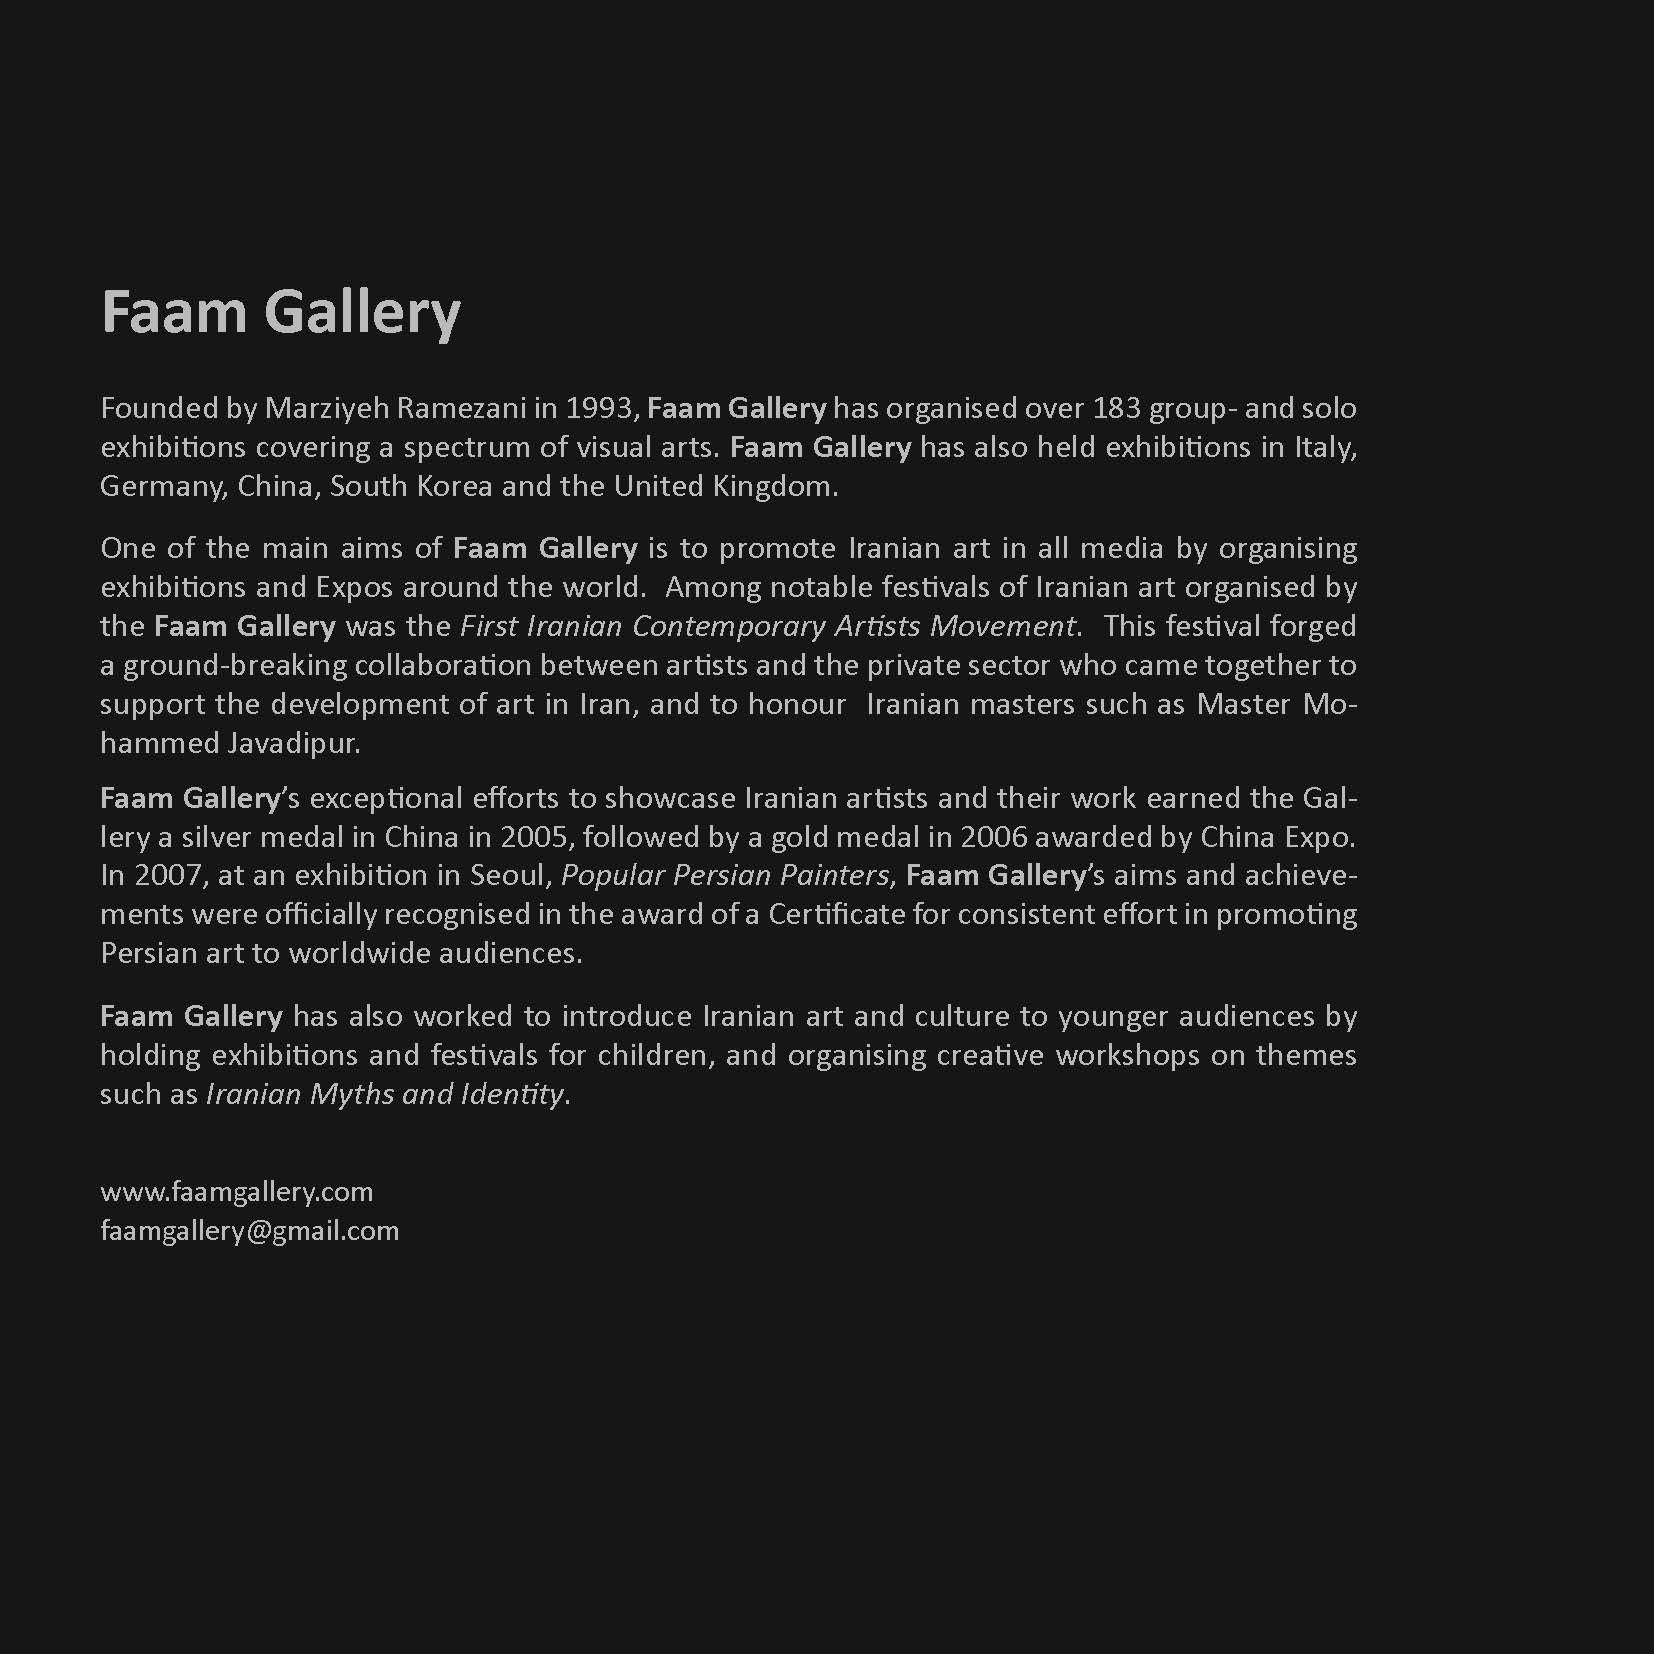 Faam Gallery
Founded by Marziyeh Ramezani in 1993, Faam Gallery has organised over 183 group- and solo
exhibitions covering a spectrum of visual arts. Faam Gallery has also held exhibitions in Italy,
Germany, China, South Korea and the United Kingdom.
One of the main aims of Faam Gallery is to promote Iranian art in all media by organising
exhibitions and Expos around the world.  Among notable festivals of Iranian art organised by
the Faam Gallery was the First Iranian Contemporary Artists Movement.  This festival forged
a ground-breaking collaboration between artists and the private sector who came together to
support the development of art in Iran, and to honour  Iranian masters such as Master Mo-
hammed Javadipur.
Faam Gallery’s exceptional efforts to showcase Iranian artists and their work earned the Gal-
lery a silver medal in China in 2005, followed by a gold medal in 2006 awarded by China Expo.
In 2007, at an exhibition in Seoul, Popular Persian Painters, Faam Gallery’s aims and achieve-
ments were officially recognised in the award of a Certificate for consistent effort in promoting
Persian art to worldwide audiences.
Faam Gallery has also worked to introduce Iranian art and culture to younger audiences by
holding exhibitions and festivals for children, and organising creative workshops on themes
such as Iranian Myths and Identity.
www.faamgallery.com
faamgallery@gmail.com